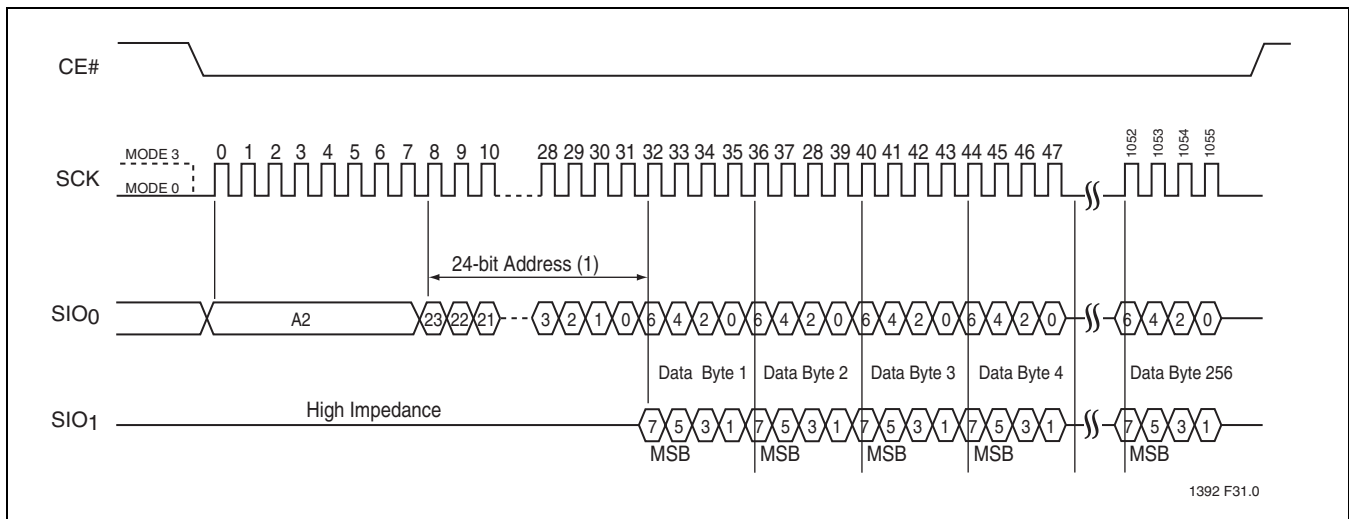 CE#
MODE 3
0 1 2 3 4 5 6 7 8 9 10 28 29 30 31 32 33 34 35 36 37 28 39 40 41 42 43 44 45 46 47 1052 1053 1054 1055
SCK
MODE 0
24-bit Address (1)
SIO0 A2 23 22 21 3 2 1 0 6 4 2 0 6 4 2 0 6 4 2 0 6 4 2 0 6 4 2 0
Data Byte 1 Data Byte 2 Data Byte 3 Data Byte 4 Data Byte 256
High Impedance
SIO1 7 5 3 1 7 5 3 1 7 5 3 1 7 5 3 1 7 5 3 1
MSB MSB MSB MSB MSB
1392 F31.0